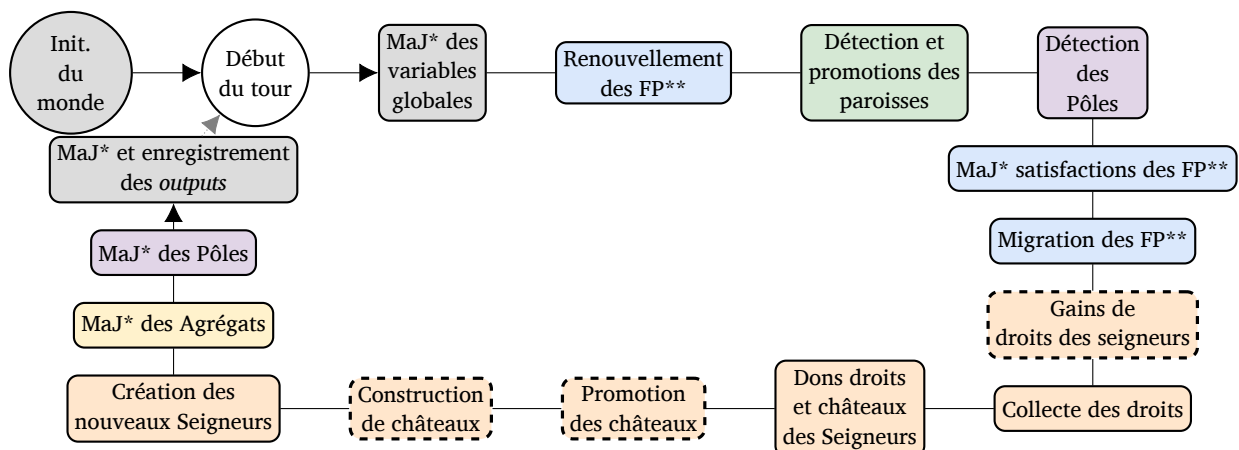 Init.
du
monde
Début
du tour
MaJ* des
variables
globales
Renouvellement
des FP**
Détection et
promotions des
paroisses
Détection
des
Pôles
MaJ* satisfactions des FP**
Migration des FP**
Gains de
droits des seigneurs
Collecte des droits
Dons droits
et châteaux
des Seigneurs
Promotion
des châteaux
Construction
de châteaux
Création des
nouveaux Seigneurs
MaJ* des Agrégats
MaJ* des Pôles
MaJ* et enregistrement
des outputs